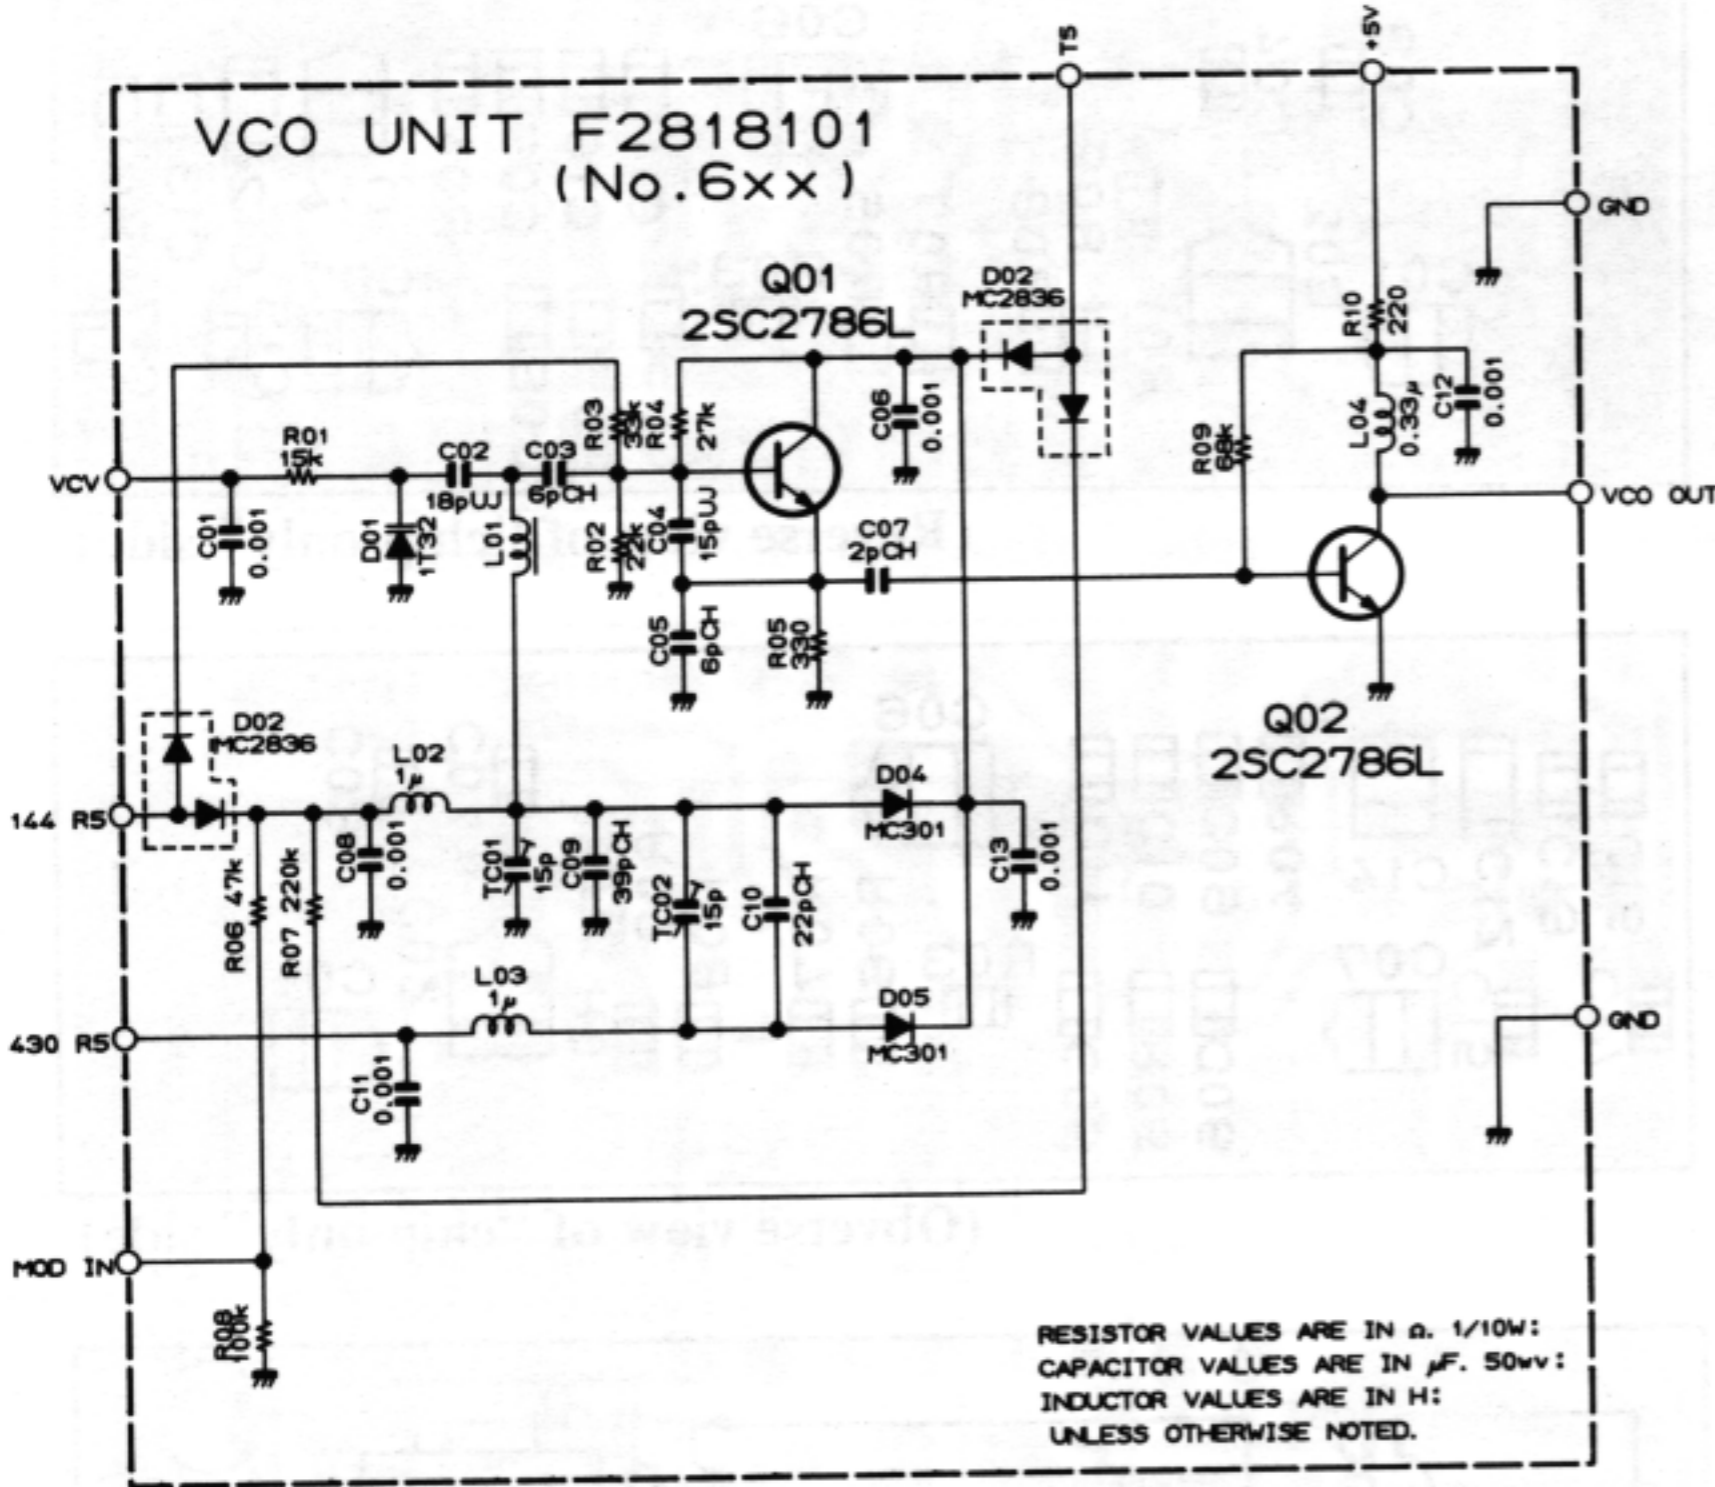 T5
+5V
VCO UNIT F2818101
(No.6xx)
GND
Q01
2SC2786L
D02
MC2836
R10
220
C06
0.001
R03
33k
R04
27k
L04
0.33μ
C12
0.001
R09
68k
R01
15k
C02
18pUJ
C03
6pCH
VCV
VCO OUT
C01
0.001
D01
1T32
L01
R02
22k
C04
15pUJ
C07
2pCH
C05
6pCH
R05
330
Q02
2SC2786L
D02
MC2836
L02
1μ
D04
MC301
144 R5
R06 47k
R07 220k
C08
0.001
TC01
15p
C09
39pCH
TC02
15p
C10
22pCH
C13
0.001
L03
1μ
D05
MC301
430 R5
GND
C11
0.001
MOD IN
R08
100k
RESISTOR VALUES ARE IN Ω. 1/10W:
CAPACITOR VALUES ARE IN μF. 50wv:
INDUCTOR VALUES ARE IN H:
UNLESS OTHERWISE NOTED.